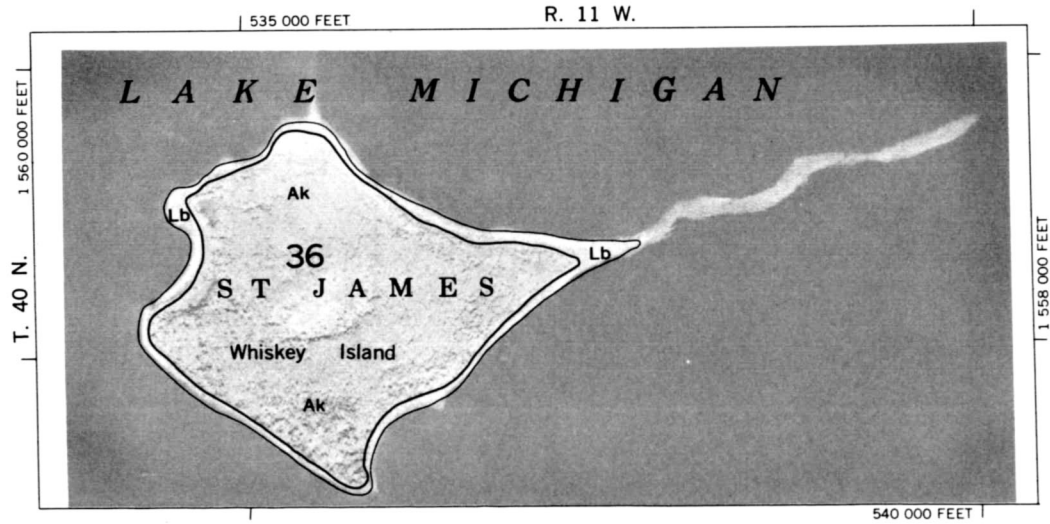 535 000 FEET
R. 11 W.
LAKE MICHIGAN
1 560 000 FEET
Ak
Lb
36
Lb
ST JAMES
T. 40 N.
1 558 000 FEET
Whiskey Island
Ak
540 000 FEET